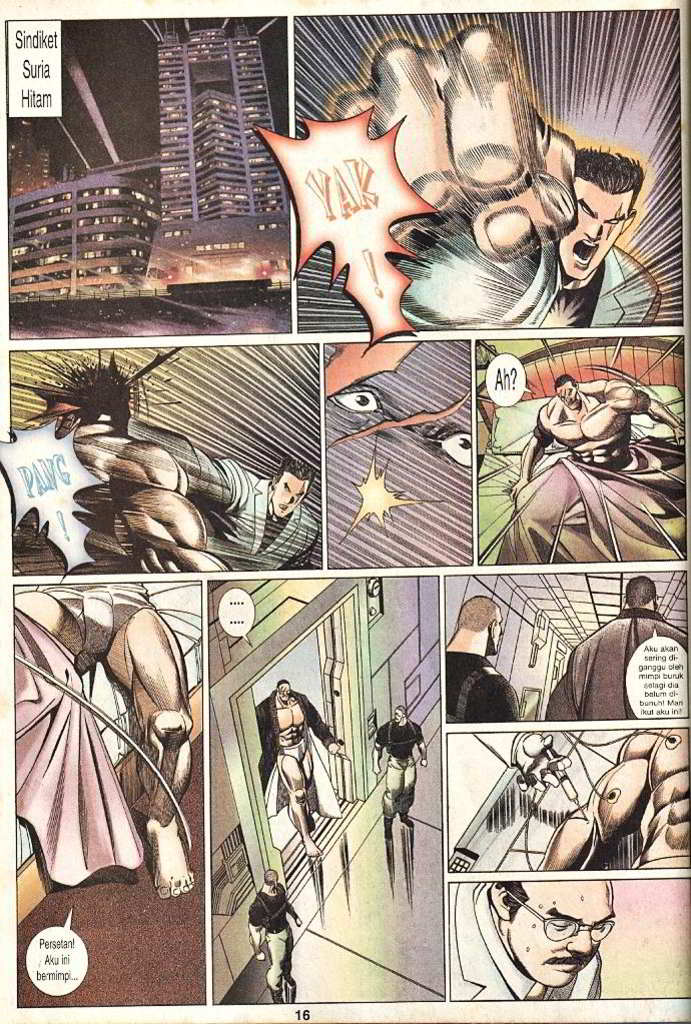 Sindiket
Suria
Hitam
YAK
!
PANG
!
Ah?
Persetan!
Aku ini
bermimpi...
....
....
Aku akan
sering di-
ganggu oleh
mimpi buruk
selagi dia
belum di-
bunuh! Mari
ikut aku ini!
16